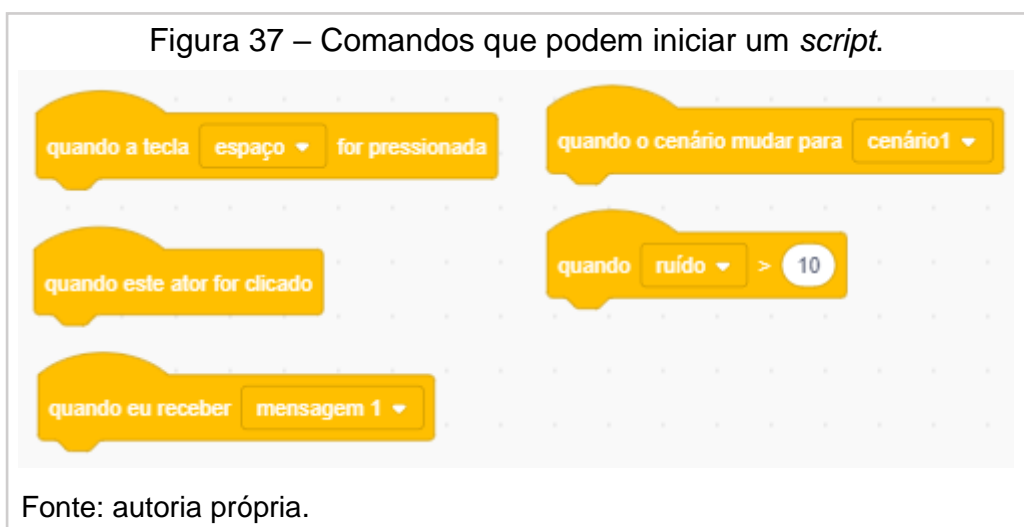 Figura 37 – Comandos que podem iniciar um script.
quando a tecla espaço for pressionada
quando o cenário mudar para cenário1
quando este ator for clicado
quando ruído > 10
quando eu receber mensagem 1
Fonte: autoria própria.